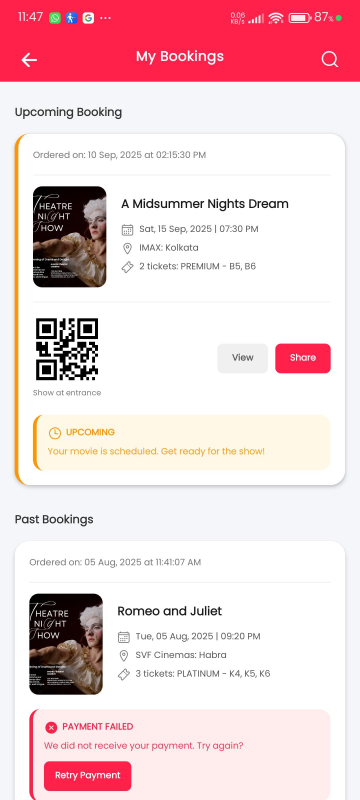 11:47
0.06
KB/s
87%
My Bookings
Upcoming Booking
Ordered on: 10 Sep, 2025 at 02:15:30 PM
THEATRE
NIGHT
SHOW
A Midsummer Nights Dream
Sat, 15 Sep, 2025 | 07:30 PM
IMAX: Kolkata
2 tickets: PREMIUM - B5, B6
Show at entrance
View
Share
UPCOMING
Your movie is scheduled. Get ready for the show!
Past Bookings
Ordered on: 05 Aug, 2025 at 11:41:07 AM
THEATRE
NIGHT
SHOW
Romeo and Juliet
Tue, 05 Aug, 2025 | 09:20 PM
SVF Cinemas: Habra
3 tickets: PLATINUM - K4, K5, K6
PAYMENT FAILED
We did not receive your payment. Try again?
Retry Payment